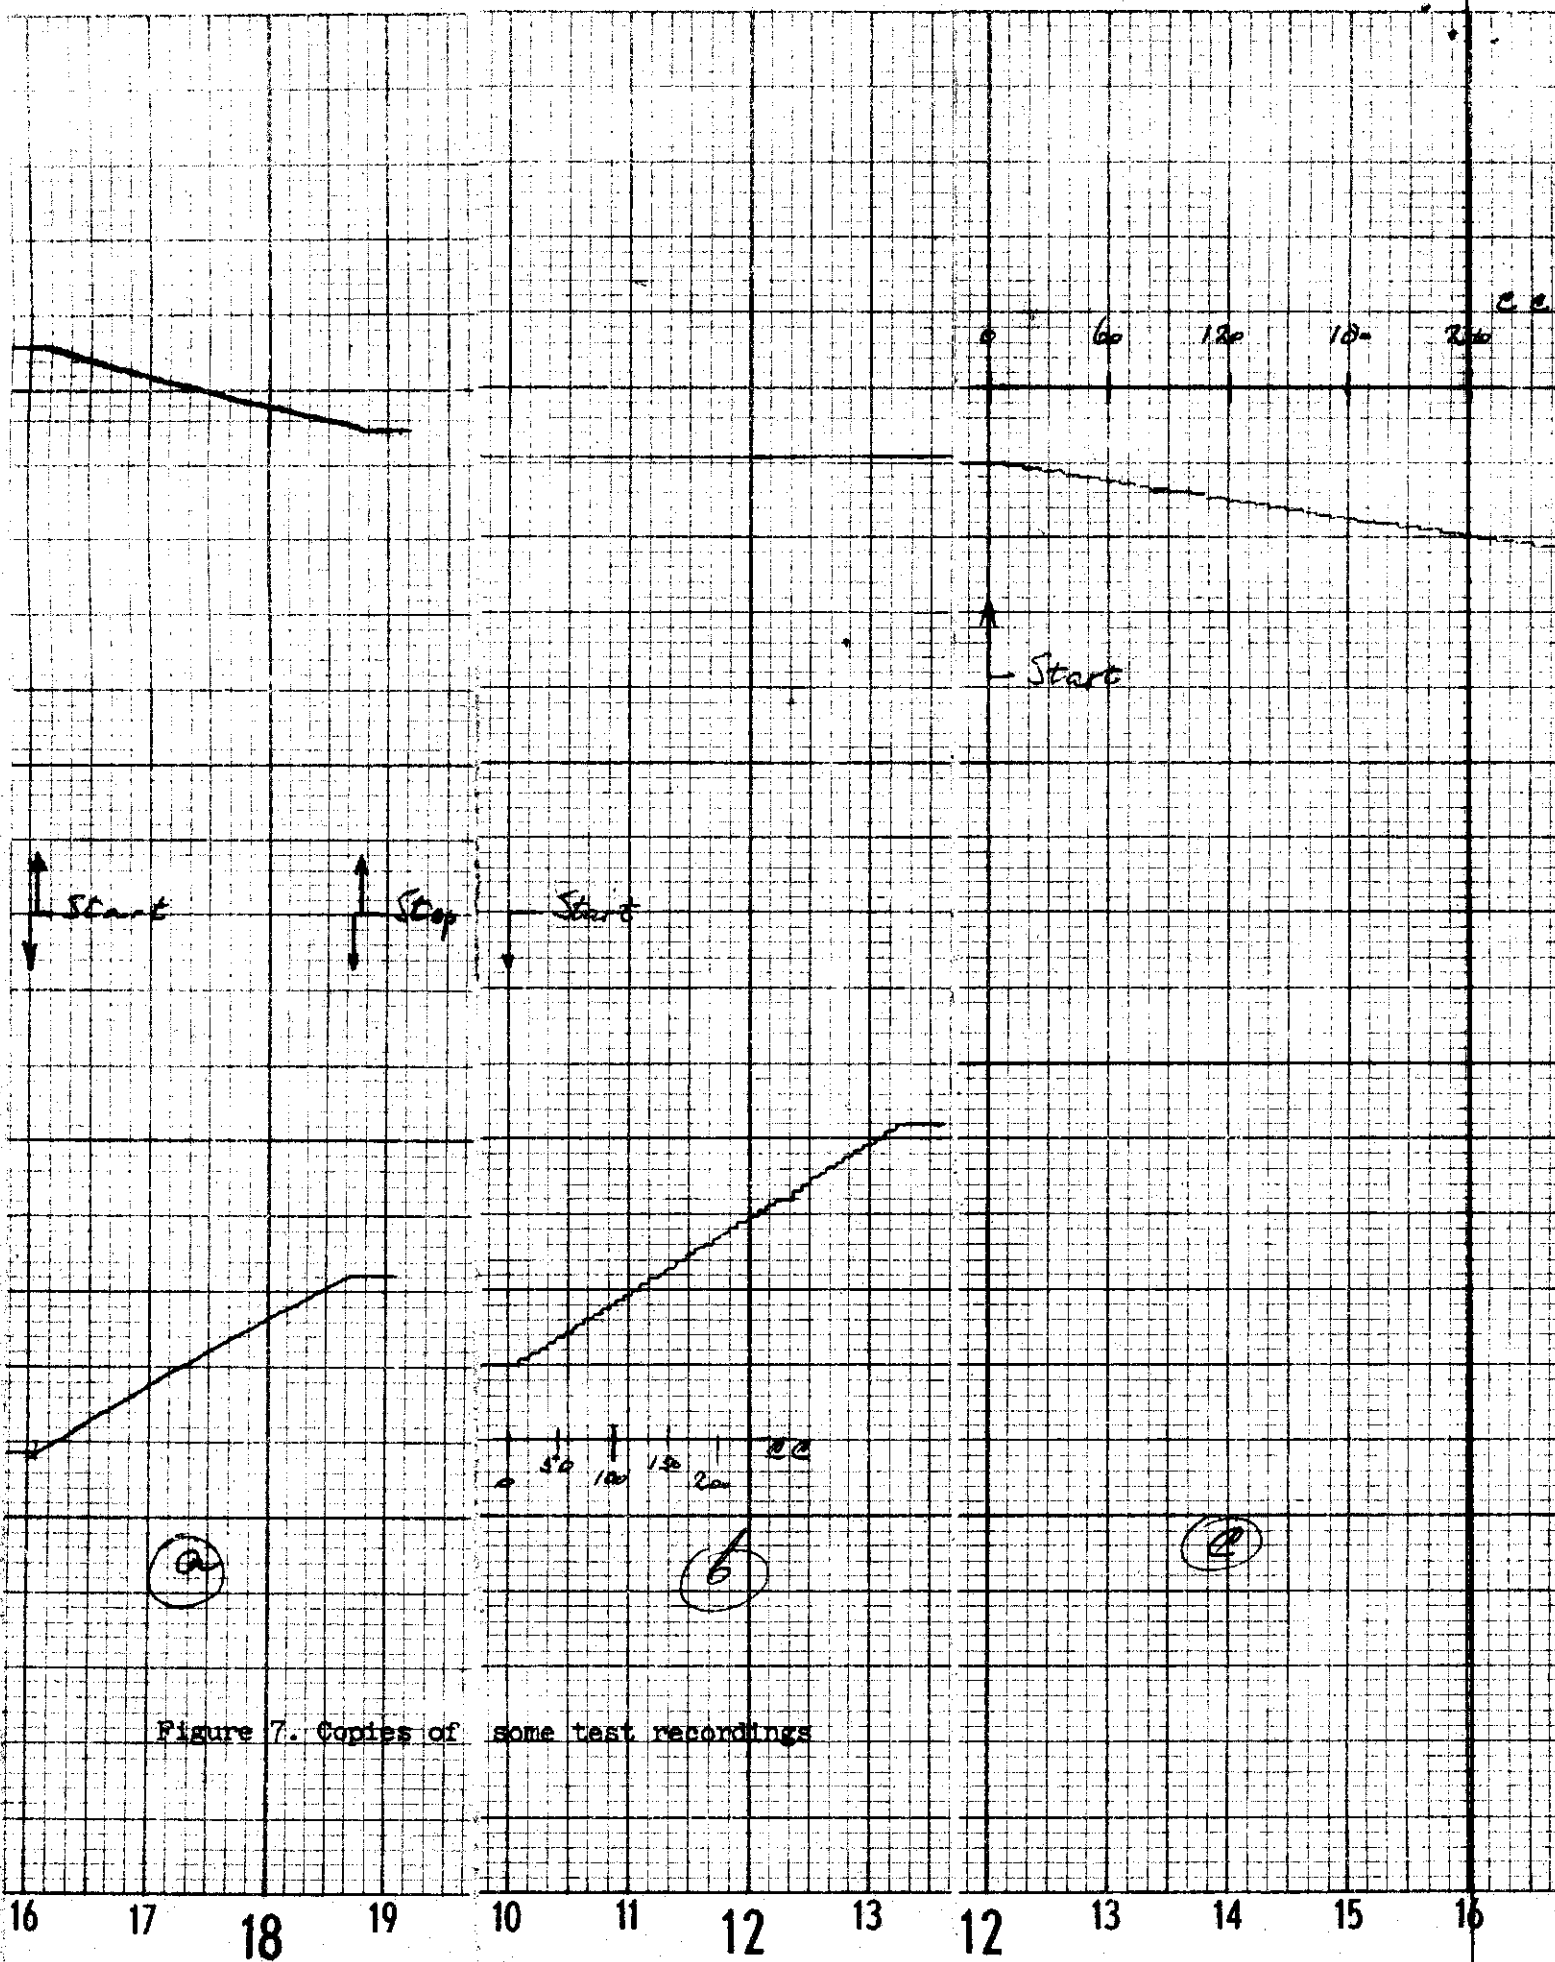 c c
0 60 120 180 240
Start
Start Stop Start
0 50 100 150 200 cc
a b c
Figure 7. Copies of some test recordings
16 17 18 19 10 11 12 13 12 13 14 15 16